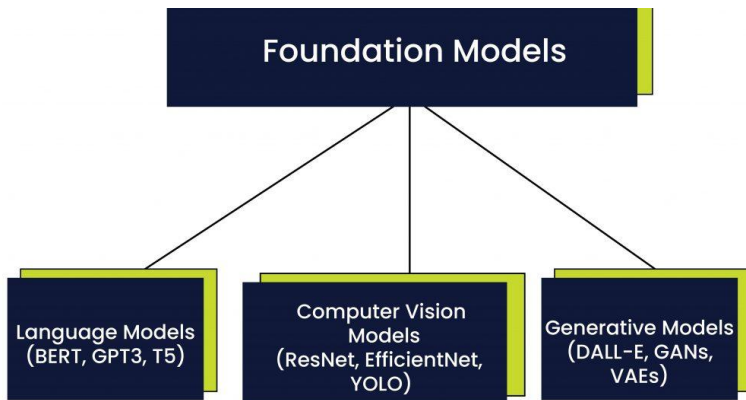 Foundation Models
Language Models
(BERT, GPT3, T5)
Computer Vision
Models
(ResNet, EfficientNet,
YOLO)
Generative Models
(DALL-E, GANs,
VAEs)